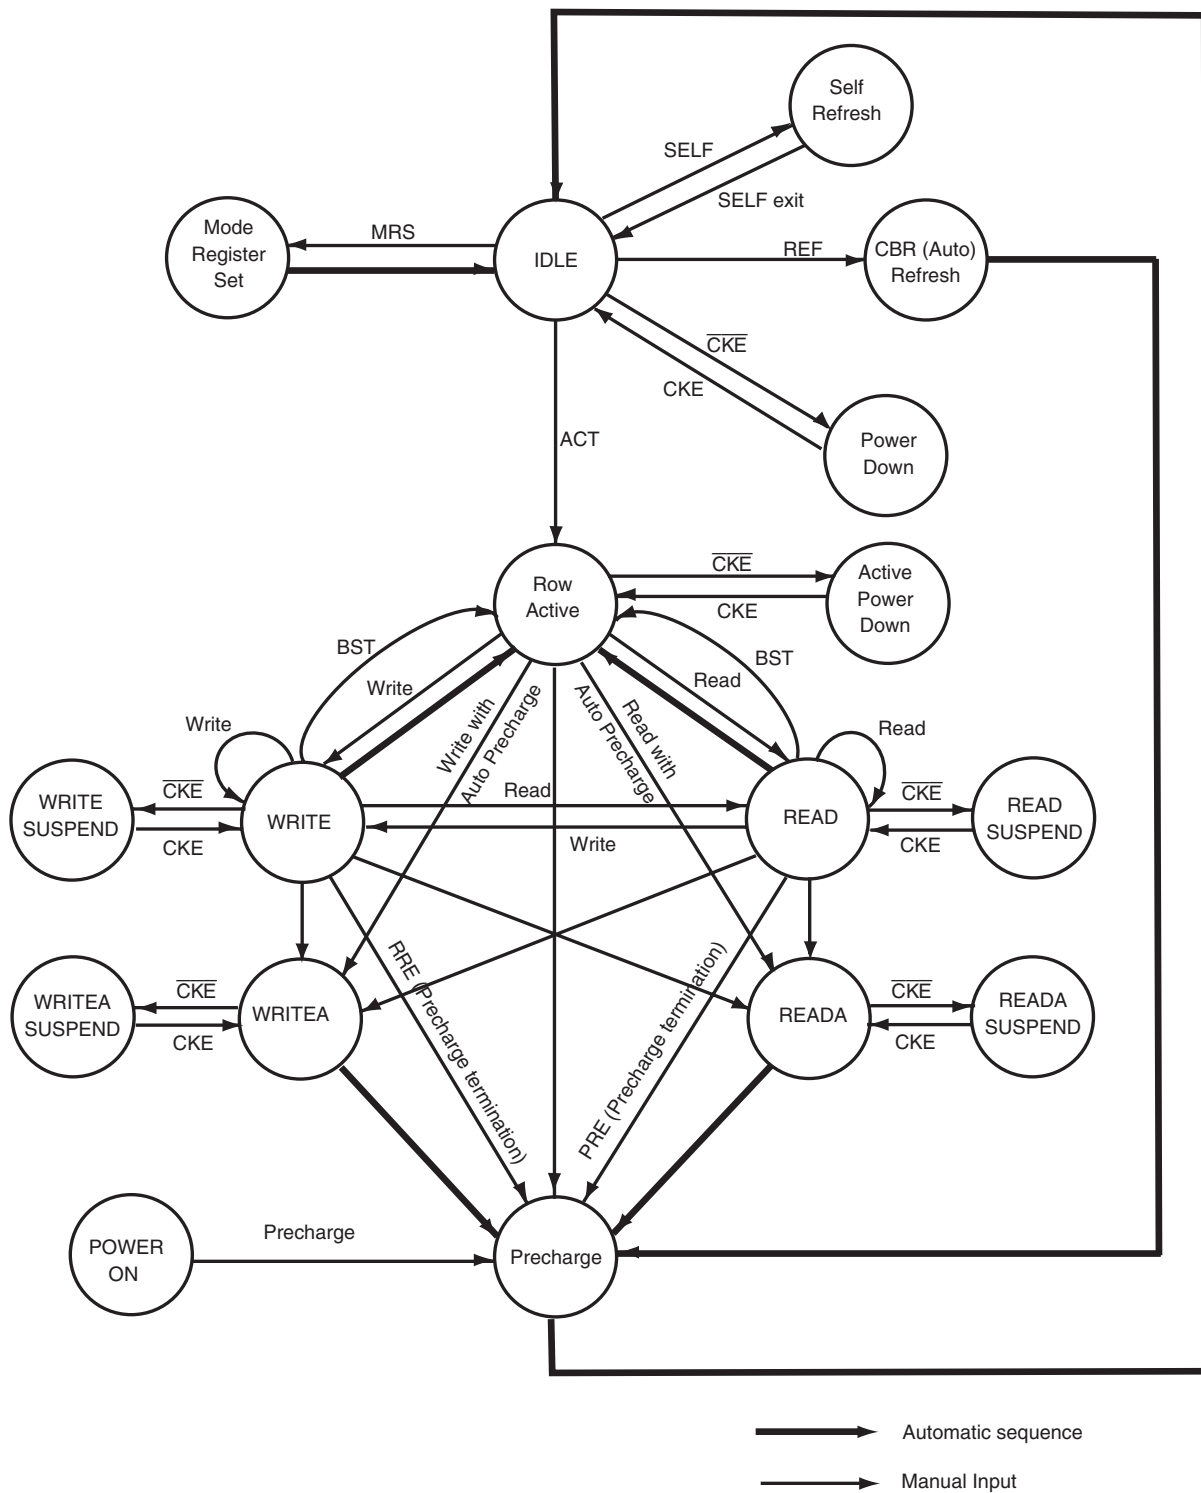 Self
Refresh
SELF
SELF exit
Mode
Register
Set
MRS
IDLE
REF
CBR (Auto)
Refresh
CKE
CKE
Power
Down
ACT
Row
Active
CKE
CKE
Active
Power
Down
BST
BST
Write
Read
Write with
Auto Precharge
Read with
Auto Precharge
Write
Read
WRITE
SUSPEND
CKE
CKE
WRITE
Read
Write
READ
CKE
CKE
READ
SUSPEND
RRE (Precharge termination)
PRE (Precharge termination)
WRITEA
SUSPEND
CKE
CKE
WRITEA
READA
CKE
CKE
READA
SUSPEND
POWER
ON
Precharge
Precharge
Automatic sequence
Manual Input